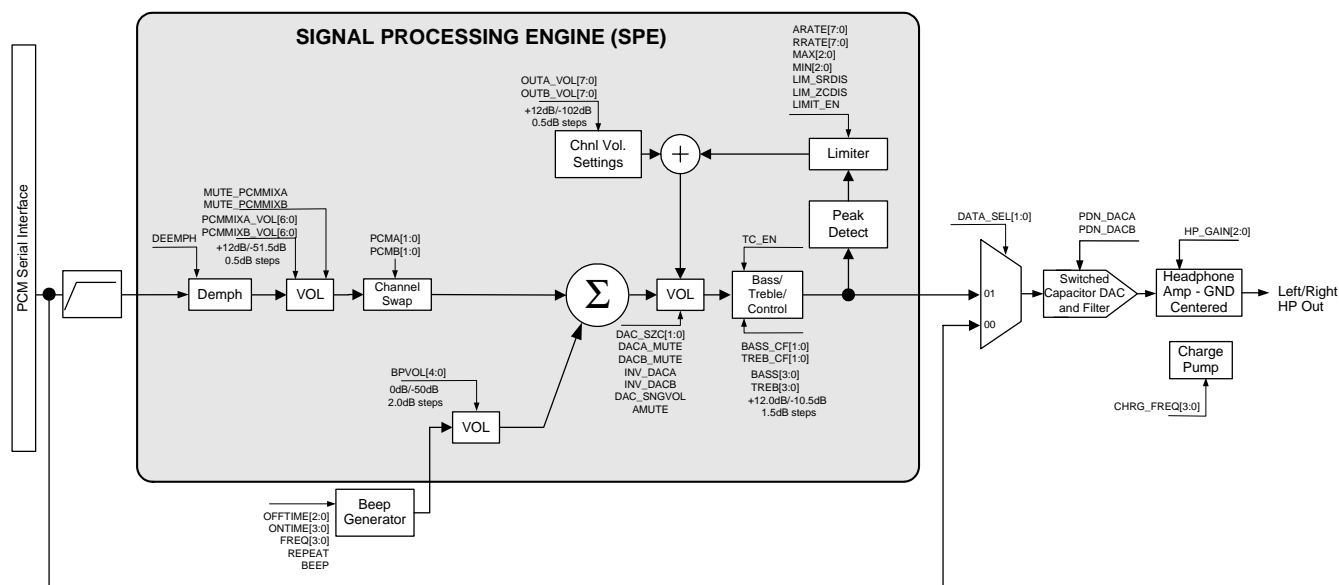 SIGNAL PROCESSING ENGINE (SPE)
PCM Serial Interface
ARATE[7:0]
RRATE[7:0]
MAX[2:0]
MIN[2:0]
LIM_SRDIS
LIM_ZCDIS
LIMIT_EN
OUTA_VOL[7:0]
OUTB_VOL[7:0]
+12dB/-102dB
0.5dB steps
Chnl Vol.
Settings
+
Limiter
Peak
Detect
MUTE_PCMMIXA
MUTE_PCMMIXB
PCMMIXA_VOL[6:0]
PCMMIXB_VOL[6:0]
+12dB/-51.5dB
0.5dB steps
DEEMPH
PCMA[1:0]
PCMB[1:0]
TC_EN
DATA_SEL[1:0]
PDN_DACA
PDN_DACB
HP_GAIN[2:0]
Demph
VOL
Channel
Swap
Σ
VOL
Bass/
Treble/
Control
01
00
Switched
Capacitor DAC
and Filter
Headphone
Amp - GND
Centered
Left/Right
HP Out
DAC_SZC[1:0]
DACA_MUTE
DACB_MUTE
INV_DACA
INV_DACB
DAC_SNGVOL
AMUTE
BASS_CF[1:0]
TREB_CF[1:0]
BASS[3:0]
TREB[3:0]
+12.0dB/-10.5dB
1.5dB steps
Charge
Pump
CHRG_FREQ[3:0]
BPVOL[4:0]
0dB/-50dB
2.0dB steps
VOL
Beep
Generator
OFFTIME[2:0]
ONTIME[3:0]
FREQ[3:0]
REPEAT
BEEP